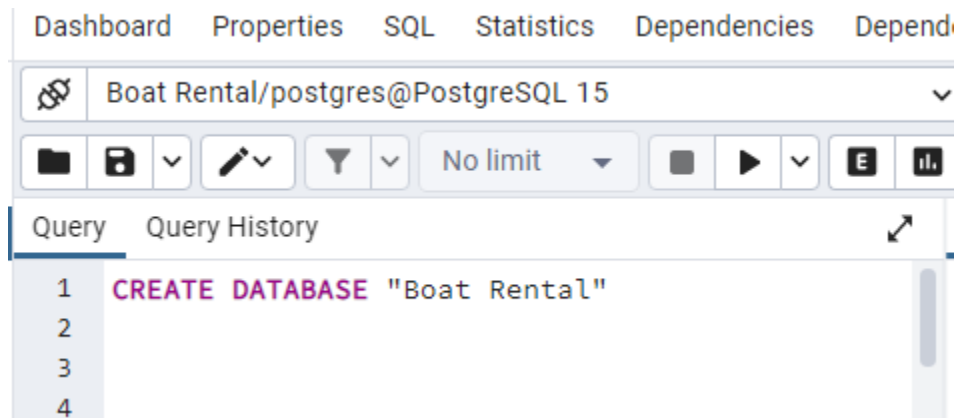 Dashboard Properties SQL Statistics Dependencies Depend
Boat Rental/postgres@PostgreSQL 15
No limit E
Query Query History
1 CREATE DATABASE "Boat Rental"
2
3
4